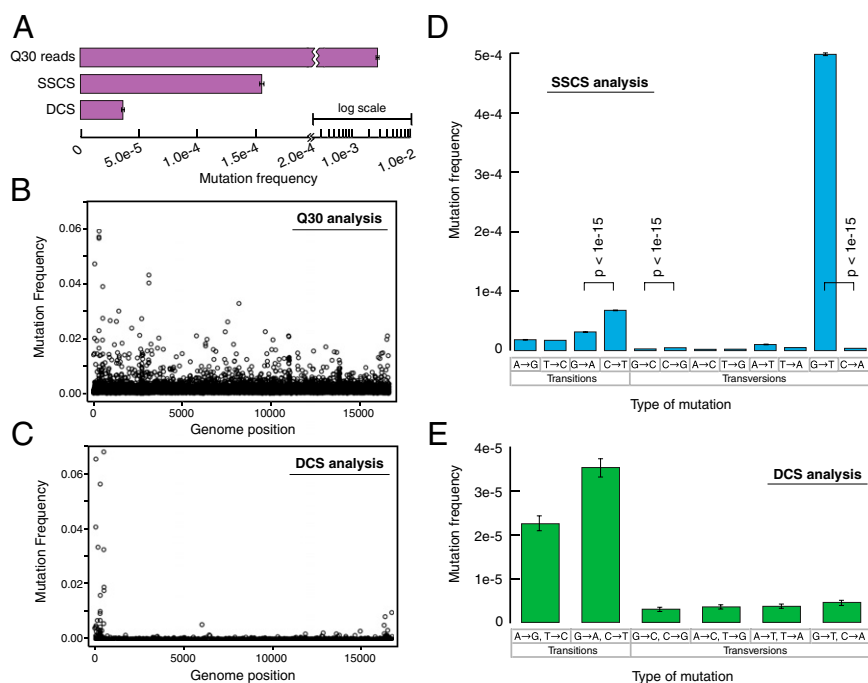 A
Q30 reads
SSCS
DCS
log scale
0
5.0e-5
1.0e-4
1.5e-4
2.0e-4
1.0e-3
1.0e-2
Mutation frequency
B
Q30 analysis
Mutation Frequency
0.06
0.04
0.02
0.00
0
5000
10000
15000
Genome position
C
DCS analysis
Mutation Frequency
0.06
0.04
0.02
0.00
0
5000
10000
15000
Genome position
D
SSCS analysis
Mutation frequency
5e-4
4e-4
3e-4
2e-4
1e-4
0
p < 1e-15
p < 1e-15
p < 1e-15
A→G T→C G→A C→T G→C C→G A→C T→G A→T T→A G→T C→A
Transitions Transversions
Type of mutation
E
DCS analysis
Mutation frequency
4e-5
3e-5
2e-5
1e-5
0
A→G, T→C G→A, C→T G→C, C→G A→C, T→G A→T, T→A G→T, C→A
Transitions Transversions
Type of mutation